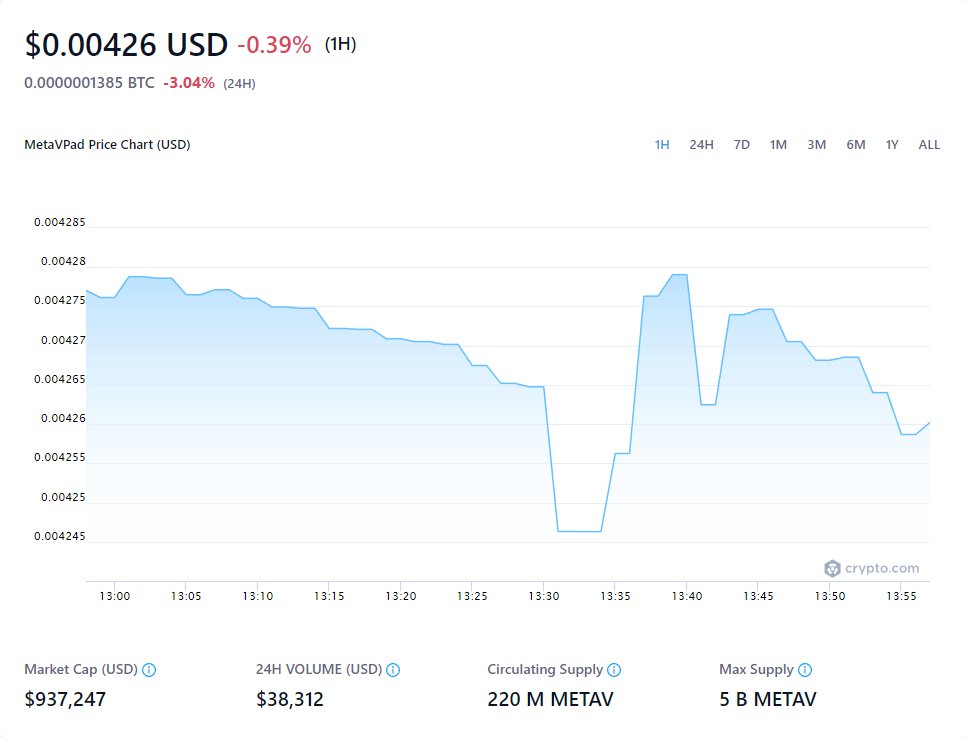 $0.00426 USD -0.39% (1H)
0.0000001385 BTC -3.04% (24H)
MetaVPad Price Chart (USD) 1H 24H 7D 1M 3M 6M 1Y ALL
0.004285
0.00428
0.004275
0.00427
0.004265
0.00426
0.004255
0.00425
0.004245
crypto.com
13:00 13:05 13:10 13:15 13:20 13:25 13:30 13:35 13:40 13:45 13:50 13:55
Market Cap (USD) 24H VOLUME (USD) Circulating Supply Max Supply
$937,247 $38,312 220 M METAV 5 B METAV